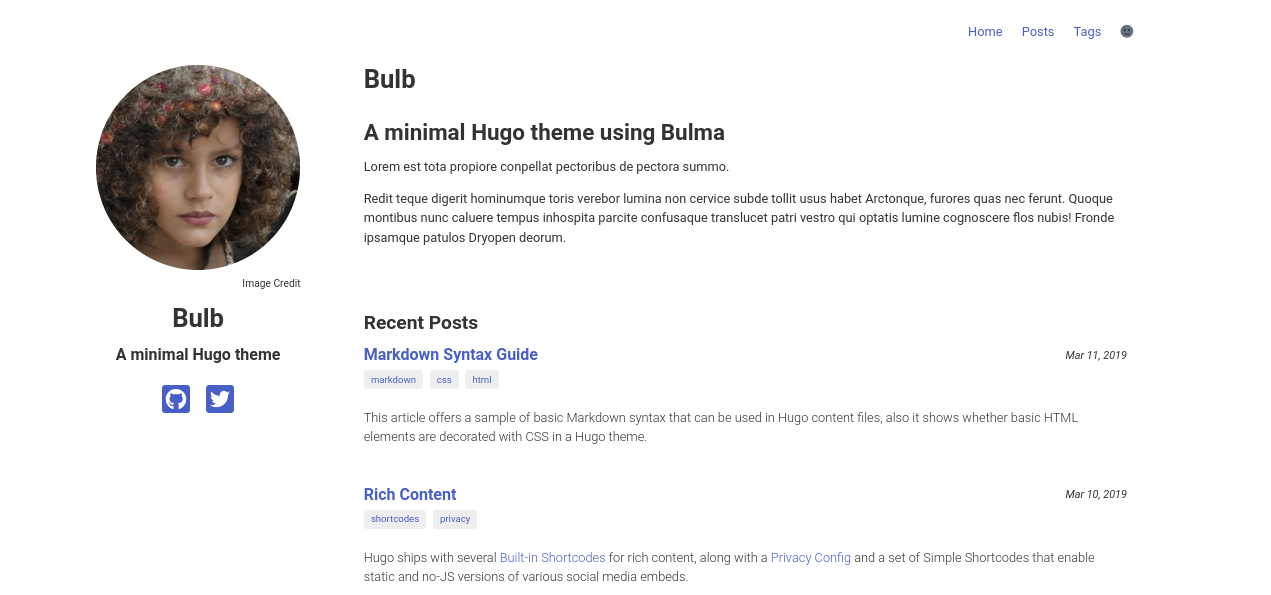 Home Posts Tags
Image Credit
Bulb
A minimal Hugo theme
Bulb
A minimal Hugo theme using Bulma
Lorem est tota propiore conpellat pectoribus de pectora summo.
Redit teque digerit hominumque toris verebor lumina non cervice subde tollit usus habet Arctonque, furores quas nec ferunt. Quoque
montibus nunc caluere tempus inhospita parcite confusaque translucet patri vestro qui optatis lumine cognoscere flos nubis! Fronde
ipsamque patulos Dryopen deorum.
Recent Posts
Markdown Syntax Guide Mar 11, 2019
markdown css html
This article offers a sample of basic Markdown syntax that can be used in Hugo content files, also it shows whether basic HTML
elements are decorated with CSS in a Hugo theme.
Rich Content Mar 10, 2019
shortcodes privacy
Hugo ships with several Built-in Shortcodes for rich content, along with a Privacy Config and a set of Simple Shortcodes that enable
static and no-JS versions of various social media embeds.